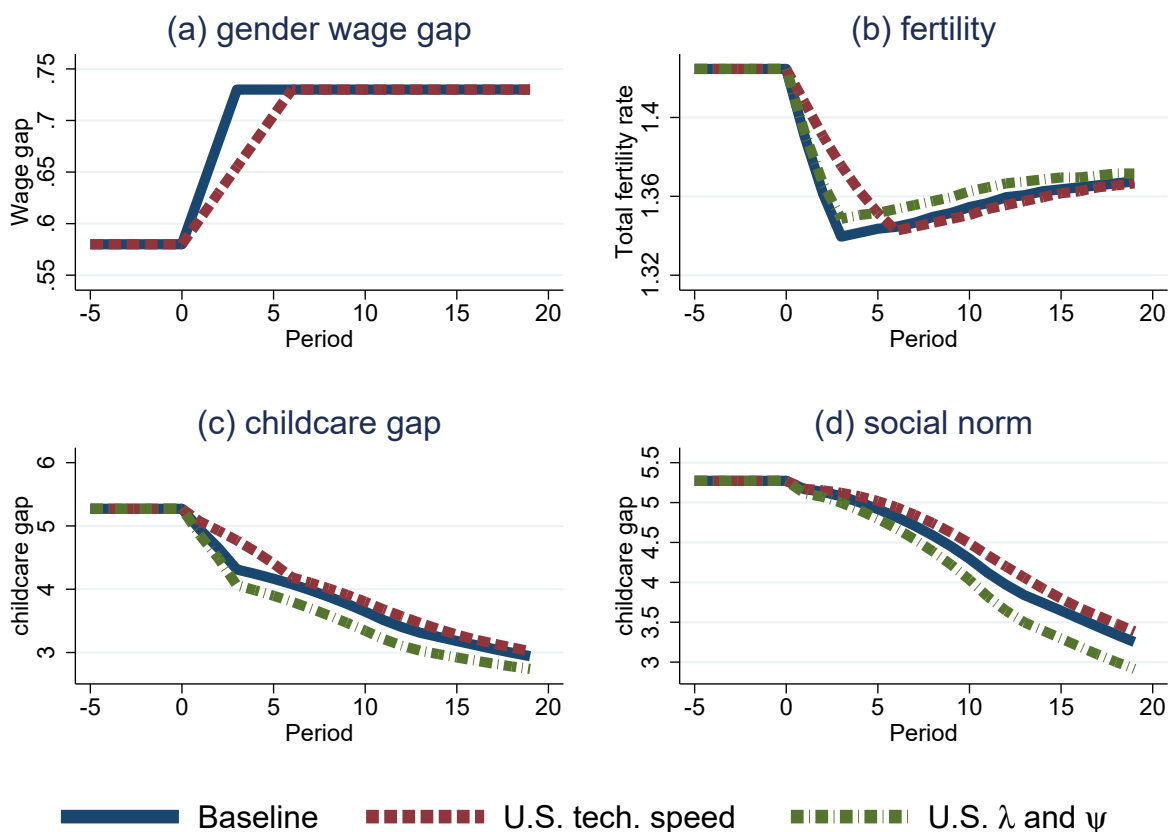 (a) gender wage gap
Wage gap
.75
.7
.65
.6
.55
-5 0 5 10 15 20
Period
(b) fertility
Total fertility rate
1.4
1.36
1.32
-5 0 5 10 15 20
Period
(c) childcare gap
childcare gap
6
5
4
3
-5 0 5 10 15 20
Period
(d) social norm
childcare gap
5.5
5
4.5
4
3.5
3
-5 0 5 10 15 20
Period
Baseline U.S. tech. speed U.S. λ and ψ